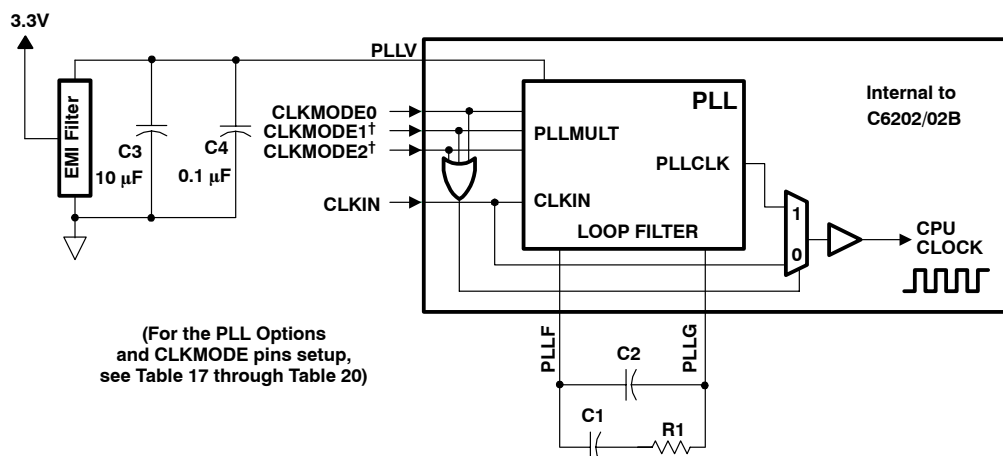 3.3V
EMI Filter
C3
10 µF
C4
0.1 µF
PLLV
CLKMODE0
CLKMODE1†
CLKMODE2†
CLKIN
PLL
PLLMULT
PLLCLK
CLKIN
LOOP FILTER
Internal to
C6202/02B
1
0
CPU
CLOCK
(For the PLL Options
and CLKMODE pins setup,
see Table 17 through Table 20)
PLLF
PLLG
C2
C1
R1